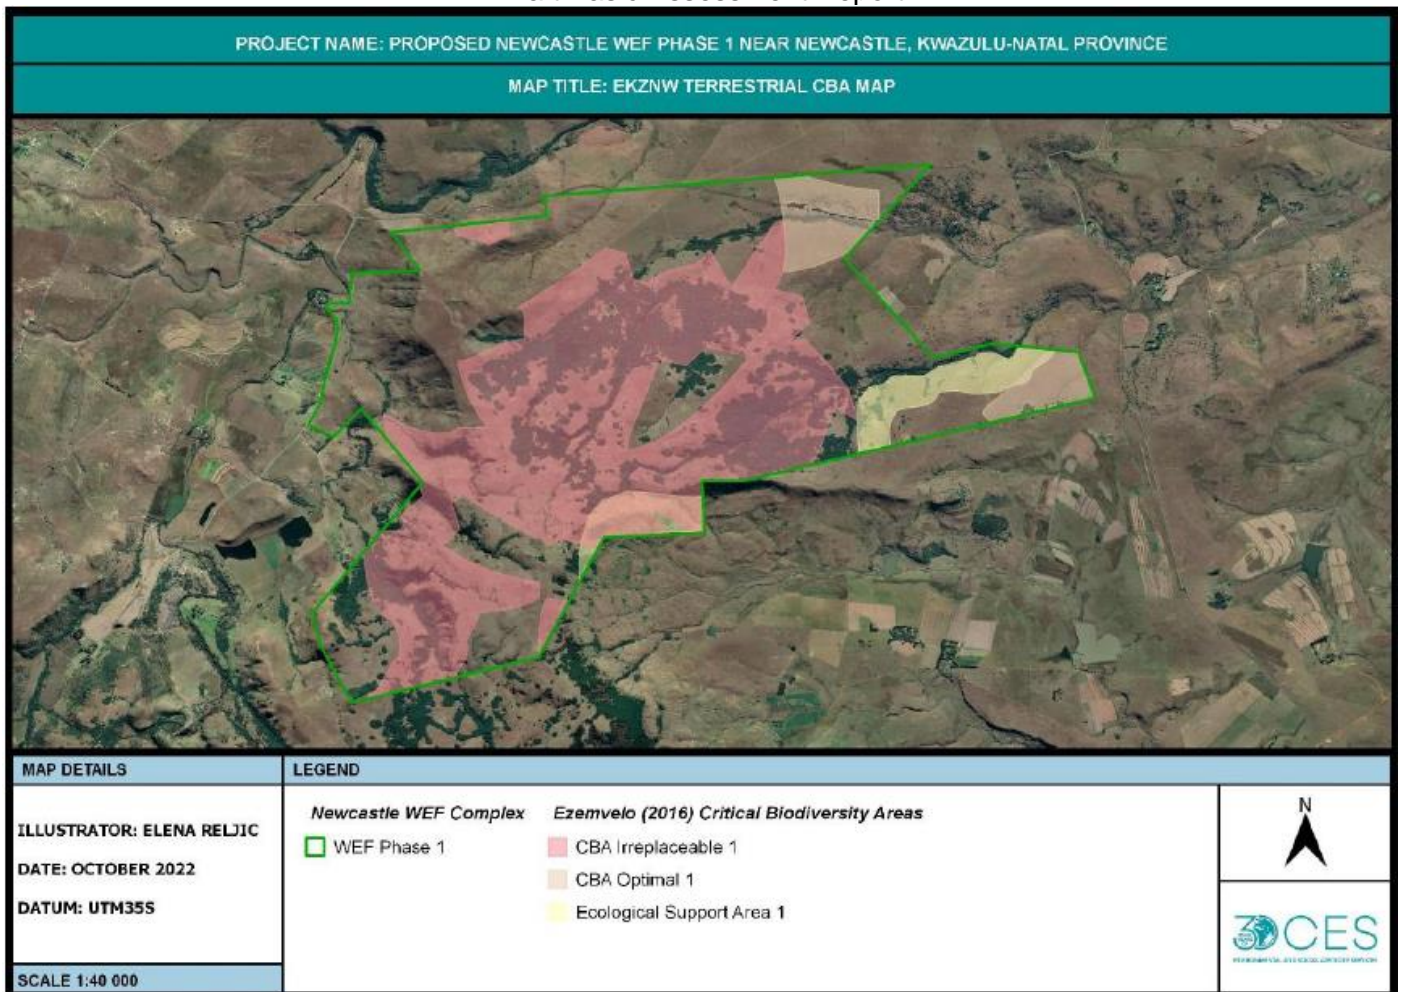 PROJECT NAME: PROPOSED NEWCASTLE WEF PHASE 1 NEAR NEWCASTLE, KWAZULU-NATAL PROVINCE
MAP TITLE: EKZNW TERRESTRIAL CBA MAP
MAP DETAILS
ILLUSTRATOR: ELENA RELJIC
DATE: OCTOBER 2022
DATUM: UTM35S
SCALE 1:40 000
LEGEND
Newcastle WEF Complex
WEF Phase 1
Ezemvelo (2016) Critical Biodiversity Areas
CBA Irreplaceable 1
CBA Optimal 1
Ecological Support Area 1
N
30 CES